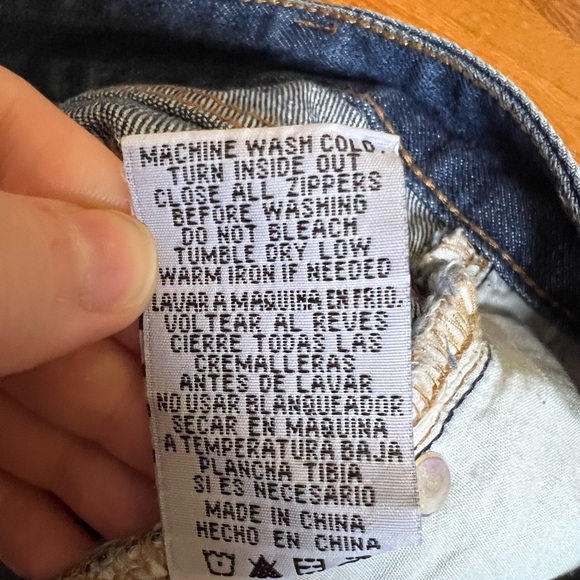 MACHINE WASH COLD.
TURN INSIDE OUT
CLOSE ALL ZIPPERS
BEFORE WASHING
DO NOT BLEACH
TUMBLE DRY LOW
WARM IRON IF NEEDED
LAVAR A MAQUINA EN FRIO.
VOLTEAR AL REVES
CIERRE TODAS LAS
CREMALLERAS
ANTES DE LAVAR
NO USAR BLANQUEADOR
SECAR EN MAQUINA
A TEMPERATURA BAJA
PLANCHA TIBIA
SI ES NECESARIO
MADE IN CHINA
HECHO EN CHINA